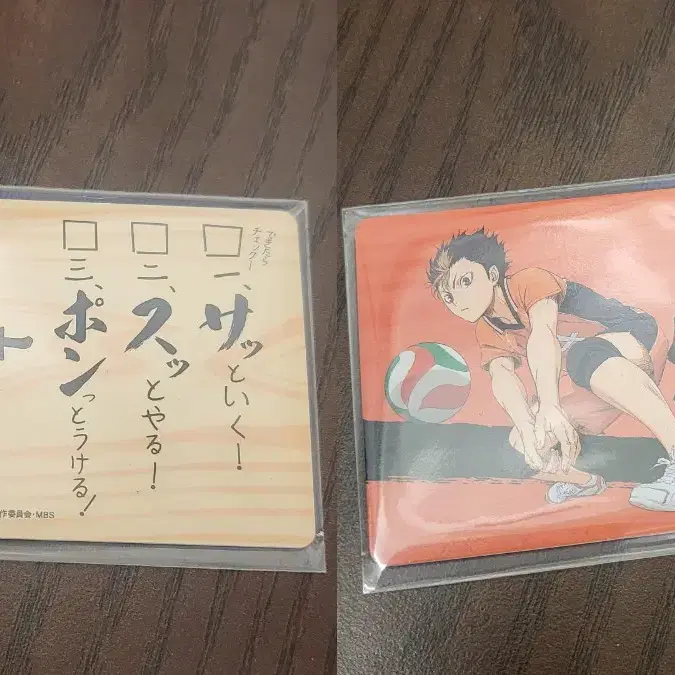 できたら
チェック!
□一、サッといく!
□二、スッとやる!
□三、ポンっとうける!
作委員会・MBS